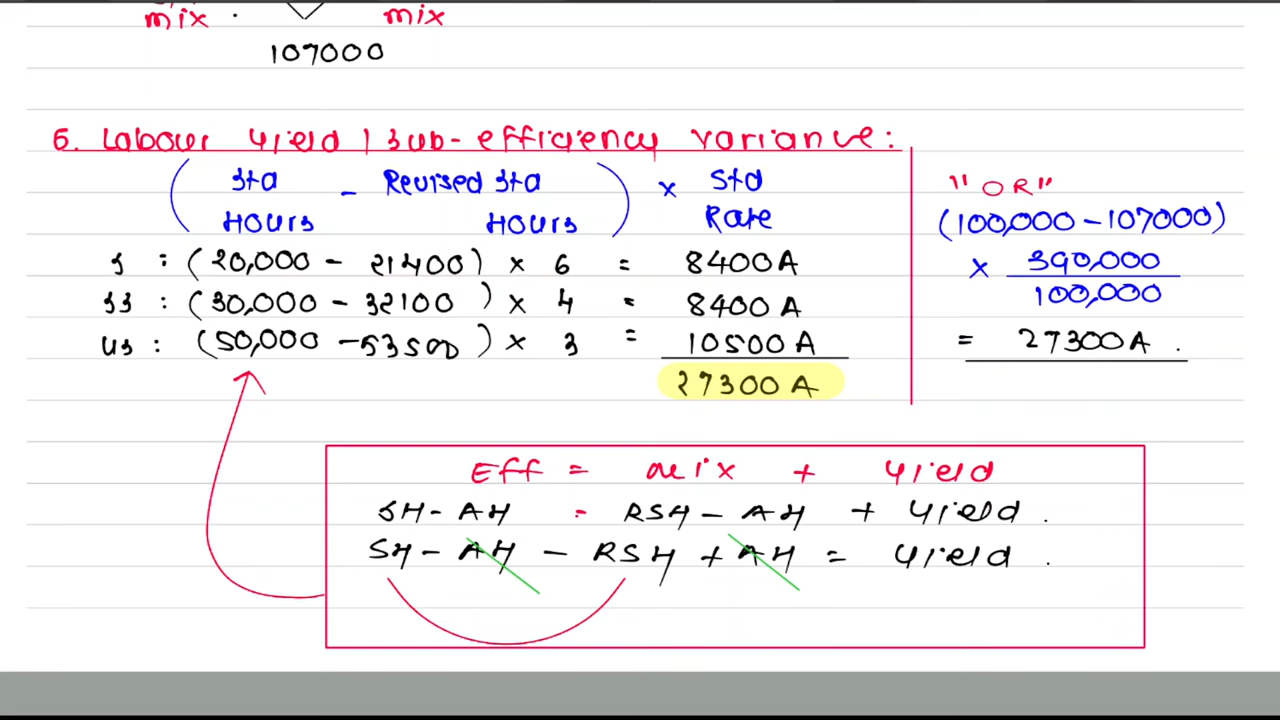 mix . mix
107000
6. Labour Yield / Sub-efficiency variance:
( Std Hours - Revised Std Hours ) x Std Rate
S : (20,000 - 21400) x 6 = 8400A
SS : (30,000 - 32100 ) x 4 = 8400 A
US : (50,000 - 53500 ) x 3 = 10500 A
27300 A
"OR"
(100,000 - 107000)
x 390,000
100,000
= 27300A .
Eff = mix + Yield
SH - AH = RSH - AH + Yield .
SH - AH - RSH + AH = Yield .